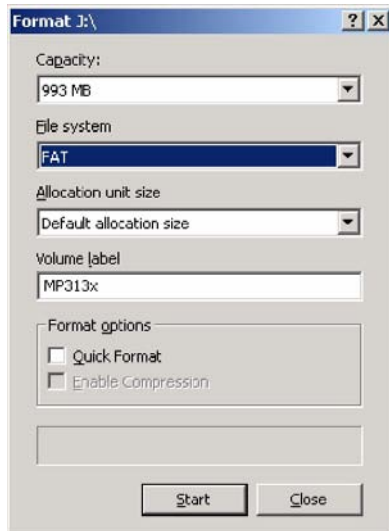 Format J:\
? X
Capacity:
993 MB
File system
FAT
Allocation unit size
Default allocation size
Volume label
MP313x
Format options
Quick Format
Enable Compression
Start Close